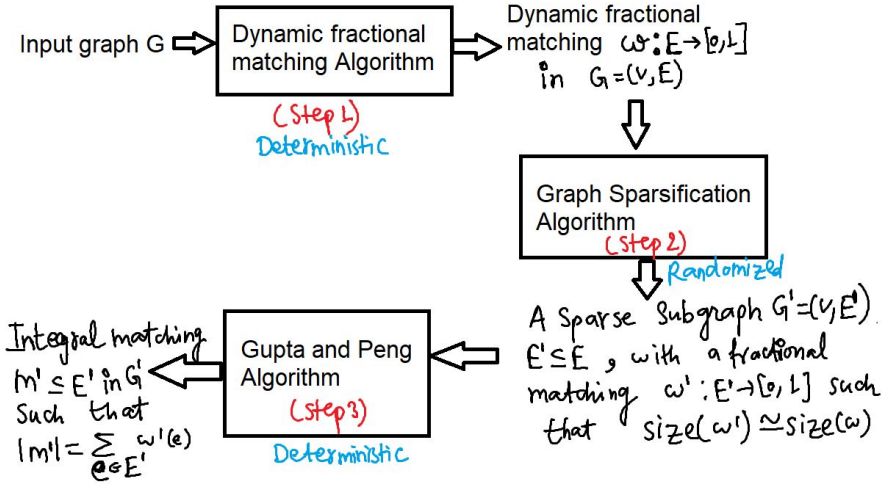 Input graph G
Dynamic fractional
matching Algorithm
(Step 1)
Deterministic
Dynamic fractional
matching ω:E→[0,1]
in G=(V,E)
Graph Sparsification
Algorithm
(Step 2)
Randomized
A Sparse Subgraph G'=(V,E')
E'⊆E, with a fractional
matching ω':E'→[0,1] such
that size(ω')≃size(ω)
Gupta and Peng
Algorithm
(Step 3)
Deterministic
Integral matching
m'⊆E' in G'
Such that
|m'|=∑ ω'(e)
e∈E'